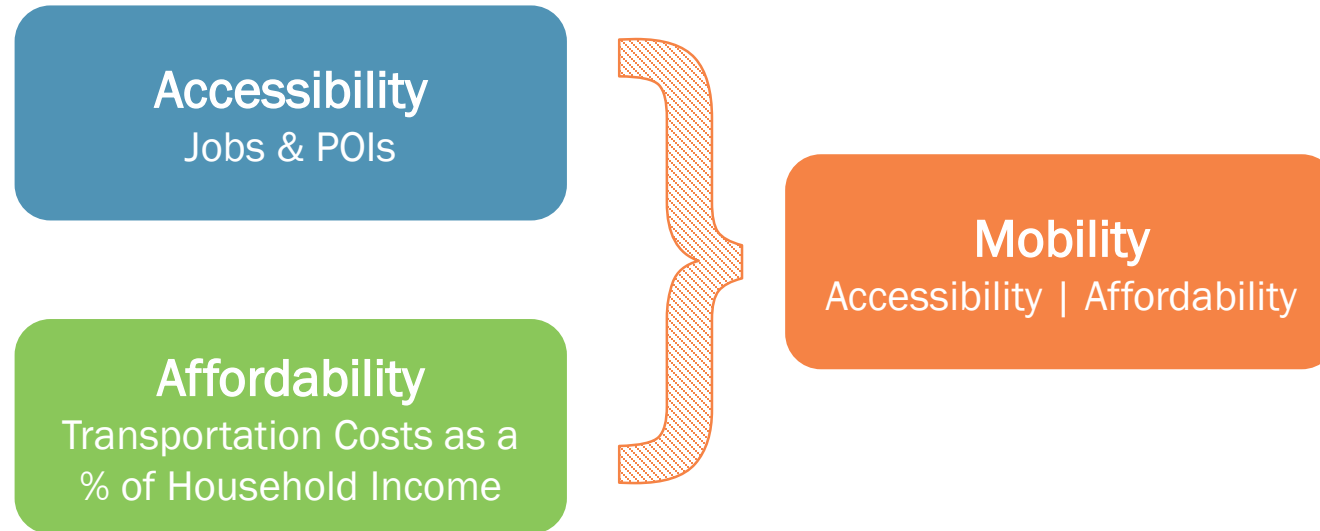 Accessibility
Jobs & POIs
Affordability
Transportation Costs as a
% of Household Income
Mobility
Accessibility | Affordability